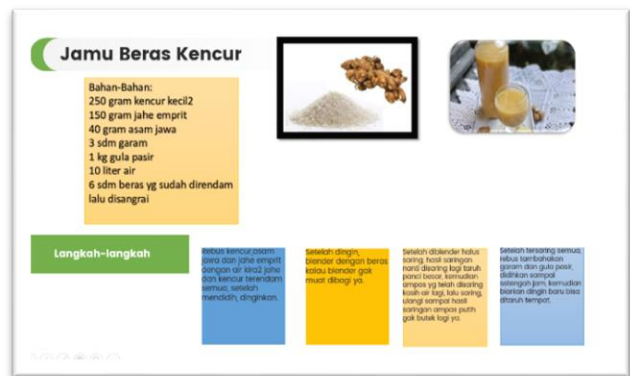 Jamu Beras Kencur
Bahan-Bahan:
250 gram kencur kecil2
150 gram jahe emprit
40 gram asam jawa
3 sdm garam
1 kg gula pasir
10 liter air
6 sdm beras yg sudah direndam
lalu disangrai
Langkah-langkah
Rebus kencur,asam
jawa dan jahe emprit
dengan air kira2 jahe
dan kencur terendam
semua, setelah
mendidih, dinginkan.
Setelah dingin,
blender dengan beras
kalau blender gak
muat dibagi ya.
Setelah diblender halus
saring, hasil saringan
nanti disaring lagi taruh
panci besar, kemudian
ampas yg telah disaring
kasih air lagi, lalu saring,
ulangi sampai hasil
saringan ampas putih
gak butek lagi ya.
Setelah tersaring semua,
rebus tambahakan
garam dan gula pasir,
didihkan sampai
setengah jam, kemudian
biarkan dingin baru bisa
ditaruh tempat.